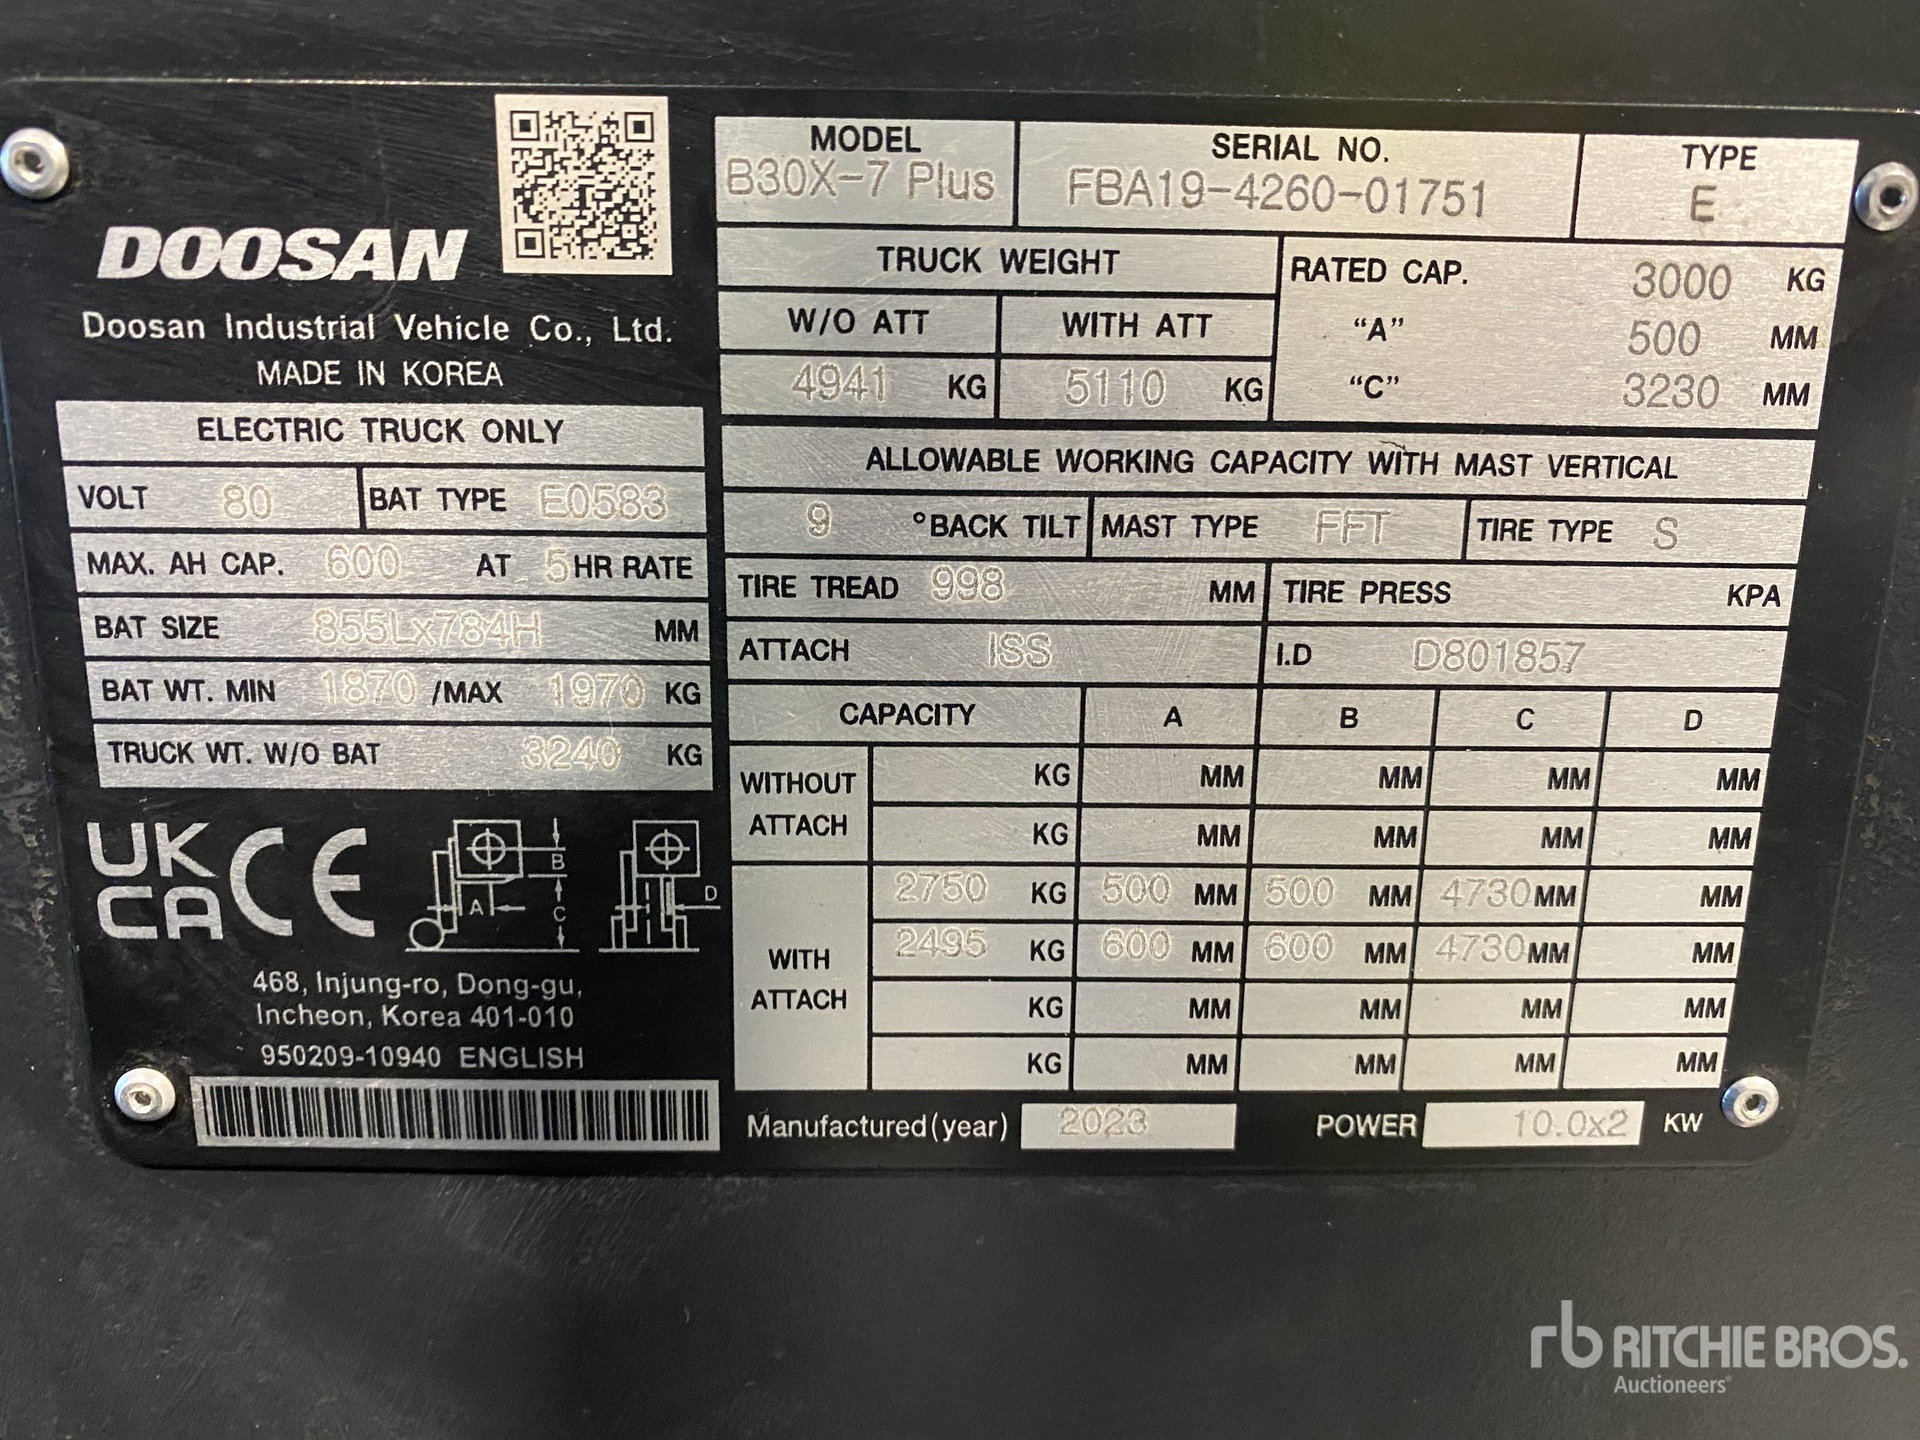 DOOSAN
Doosan Industrial Vehicle Co., Ltd.
MADE IN KOREA
ELECTRIC TRUCK ONLY
VOLT 80 BAT TYPE E0583
MAX. AH CAP. 600 AT 5 HR RATE
BAT SIZE 855Lx784H MM
BAT WT. MIN 1870 /MAX 1970 KG
TRUCK WT. W/O BAT 3240 KG
UK
CA CE
A B C D
468, Injung-ro, Dong-gu,
Incheon, Korea 401-010
950209-10940 ENGLISH
MODEL SERIAL NO. TYPE
B30X-7 Plus FBA19-4260-01751 E
TRUCK WEIGHT
W/O ATT WITH ATT
4941 KG 5110 KG
RATED CAP. 3000 KG
“A” 500 MM
“C” 3230 MM
ALLOWABLE WORKING CAPACITY WITH MAST VERTICAL
9 °BACK TILT MAST TYPE FFT TIRE TYPE S
TIRE TREAD 998 MM TIRE PRESS KPA
ATTACH ISS I.D D801857
CAPACITY A B C D
WITHOUT ATTACH
KG MM MM MM MM
KG MM MM MM MM
WITH ATTACH
2750 KG 500 MM 500 MM 4730 MM MM
2495 KG 600 MM 600 MM 4730 MM MM
KG MM MM MM MM
KG MM MM MM MM
Manufactured (year) 2023 POWER 10.0x2 KW
rb RITCHIE BROS.
Auctioneers